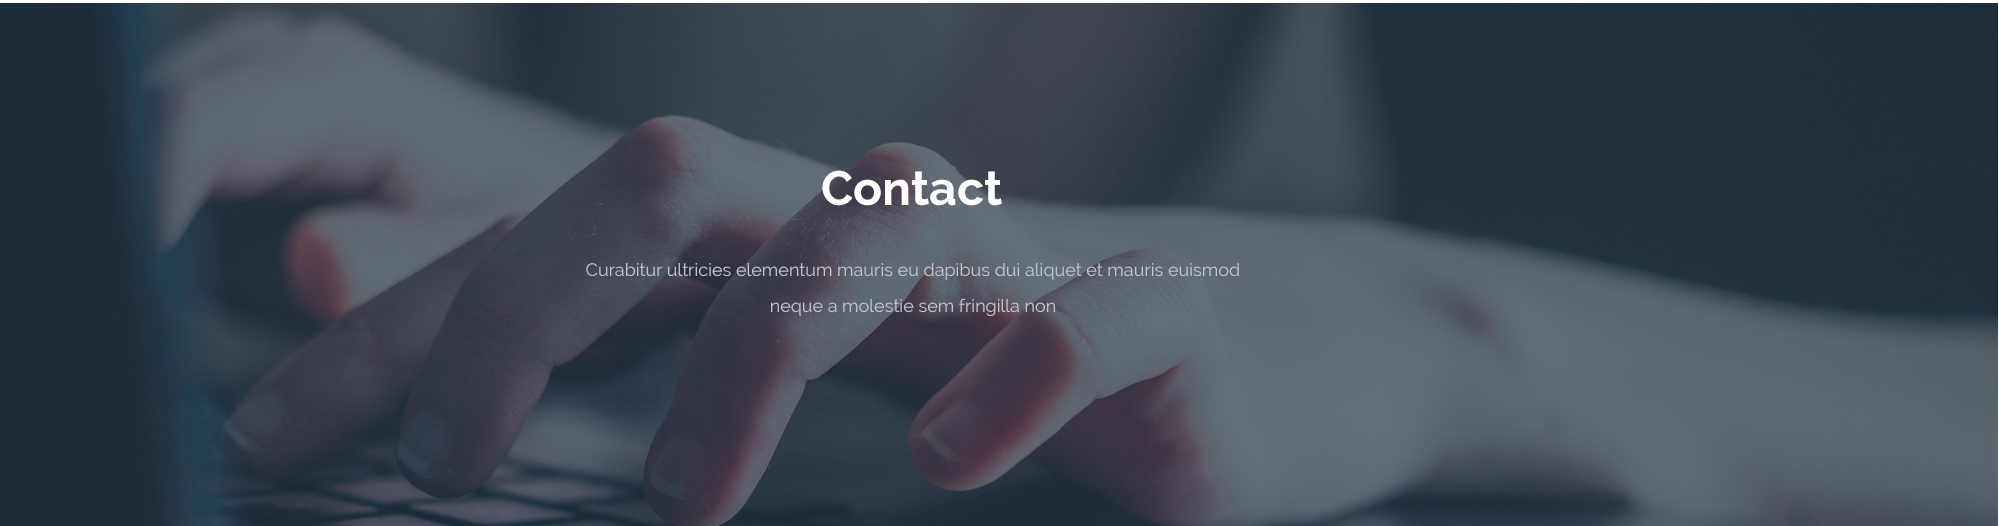 Contact
Curabitur ultricies elementum mauris eu dapibus dui aliquet et mauris euismod
neque a molestie sem fringilla non